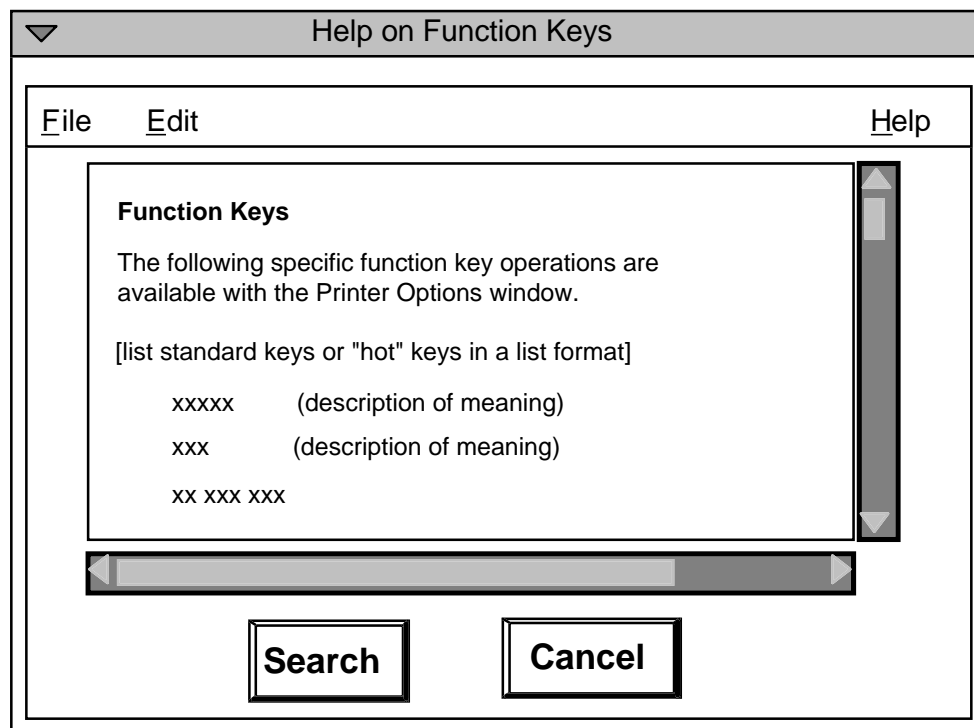 Help on Function Keys
File Edit Help
Function Keys
The following specific function key operations are
available with the Printer Options window.
[list standard keys or "hot" keys in a list format]
xxxxx (description of meaning)
xxx (description of meaning)
xx xxx xxx
Search Cancel